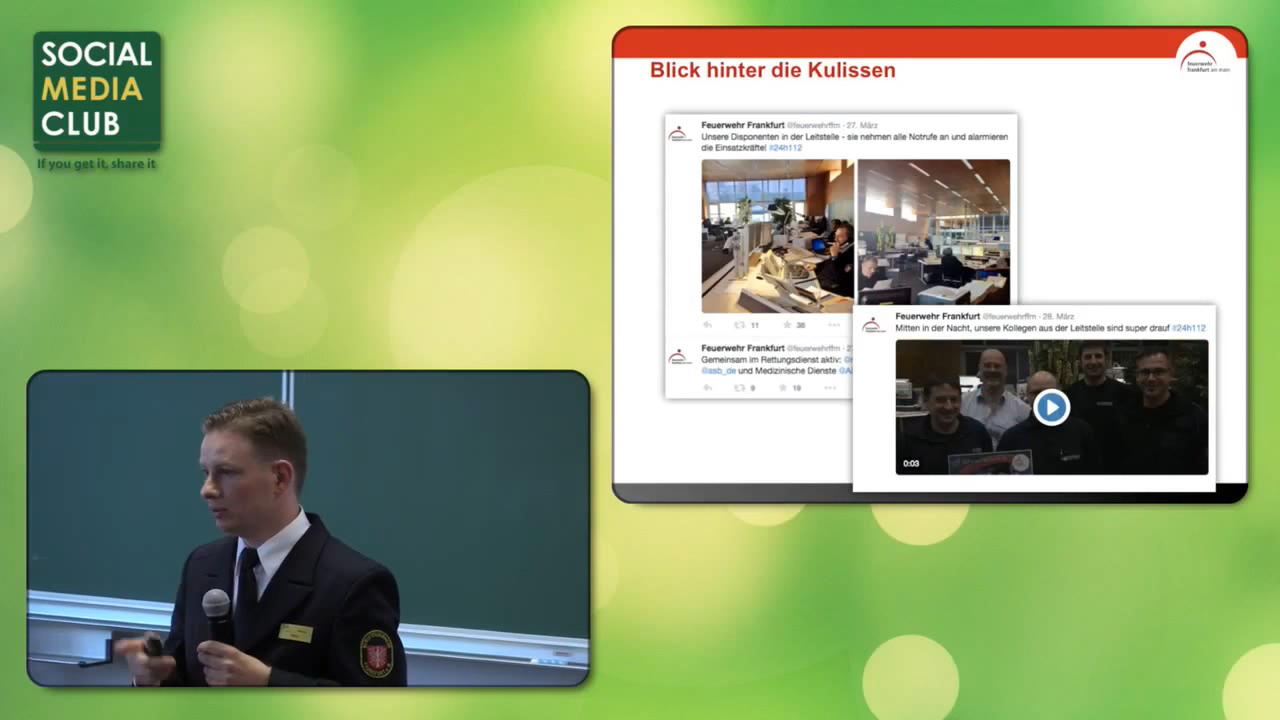 SOCIAL
MEDIA
CLUB
If you get it, share it
Blick hinter die Kulissen
feuerwehr
frankfurt am main
Feuerwehr Frankfurt @feuerwehrffm · 27. März
Unsere Disponenten in der Leitstelle - sie nehmen alle Notrufe an und alarmieren
die Einsatzkräfte! #24h112
11 38
Feuerwehr Frankfurt @feuerwehrffm
Gemeinsam im Rettungsdienst aktiv:
@asb_de und Medizinische Dienste
9 19
Feuerwehr Frankfurt @feuerwehrffm · 28. März
Mitten in der Nacht, unsere Kollegen aus der Leitstelle sind super drauf #24h112
0:03